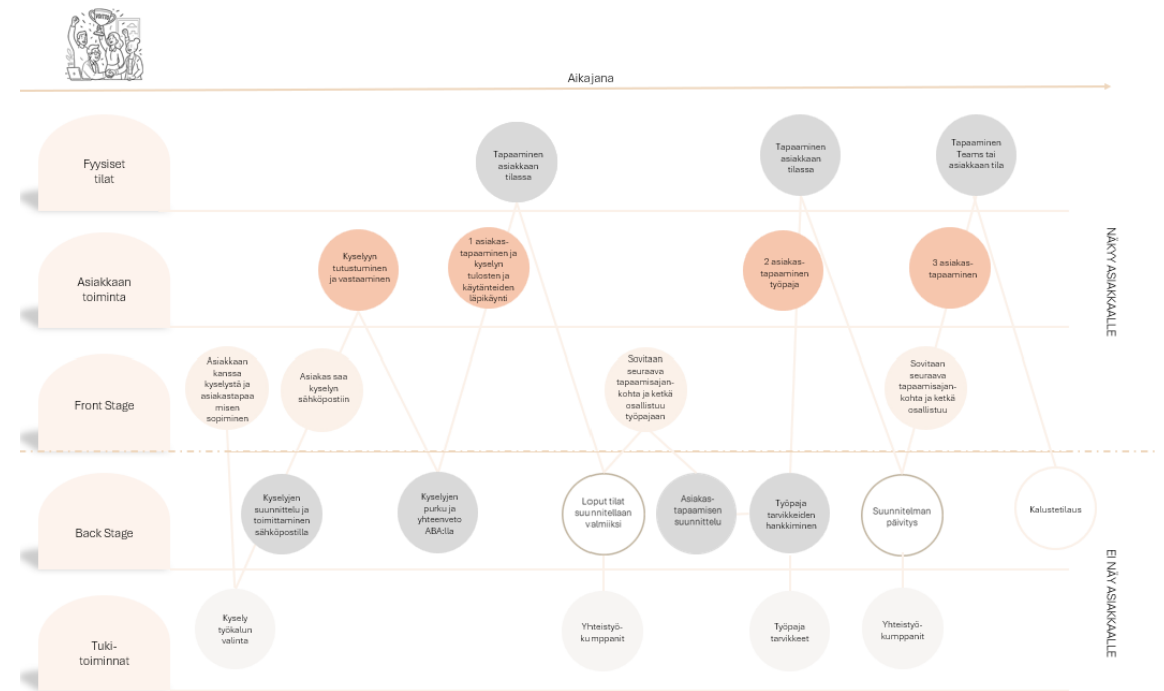 Aikajana
Fyysiset
tilat
Tapaaminen
asiakkaan
tilassa
Tapaaminen
asiakkaan
tilassa
Tapaaminen
Teams tai
asiakkaan tila
Asiakkaan
toiminta
Kyselyyn
tutustuminen
ja vastaaminen
1 asiakas-
tapaaminen ja
kyselyn
tulosten ja
käytänteiden
läpikäynti
2 asiakas-
tapaaminen
työpaja
3 asiakas-
tapaaminen
NÄKYY ASIAKKAALLE
Front Stage
Asiakkaan
kanssa
kyselystä ja
asiakastapaa
misen
sopiminen
Asiakas saa
kyselyn
sähköpostiin
Sovitaan
seuraava
tapaamisajan-
kohta ja ketkä
osallistuu
työpajaan
Sovitaan
seuraava
tapaamisajan-
kohta ja ketkä
osallistuu
Back Stage
Kyselyjen
suunnittelu ja
toimittaminen
sähköpostilla
Kyselyjen
purku ja
yhteenveto
ABA:lla
Loput tilat
suunnitellaan
valmiiksi
Asiakas-
tapaamisen
suunnittelu
Työpaja
tarvikkeiden
hankkiminen
Suunnitelman
päivitys
Kalustetilaus
EI NÄY ASIAKKAALLE
Tuki-
toiminnat
Kysely
työkalun
valinta
Yhteistyö-
kumppanit
Työpaja
tarvikkeet
Yhteistyö-
kumppanit